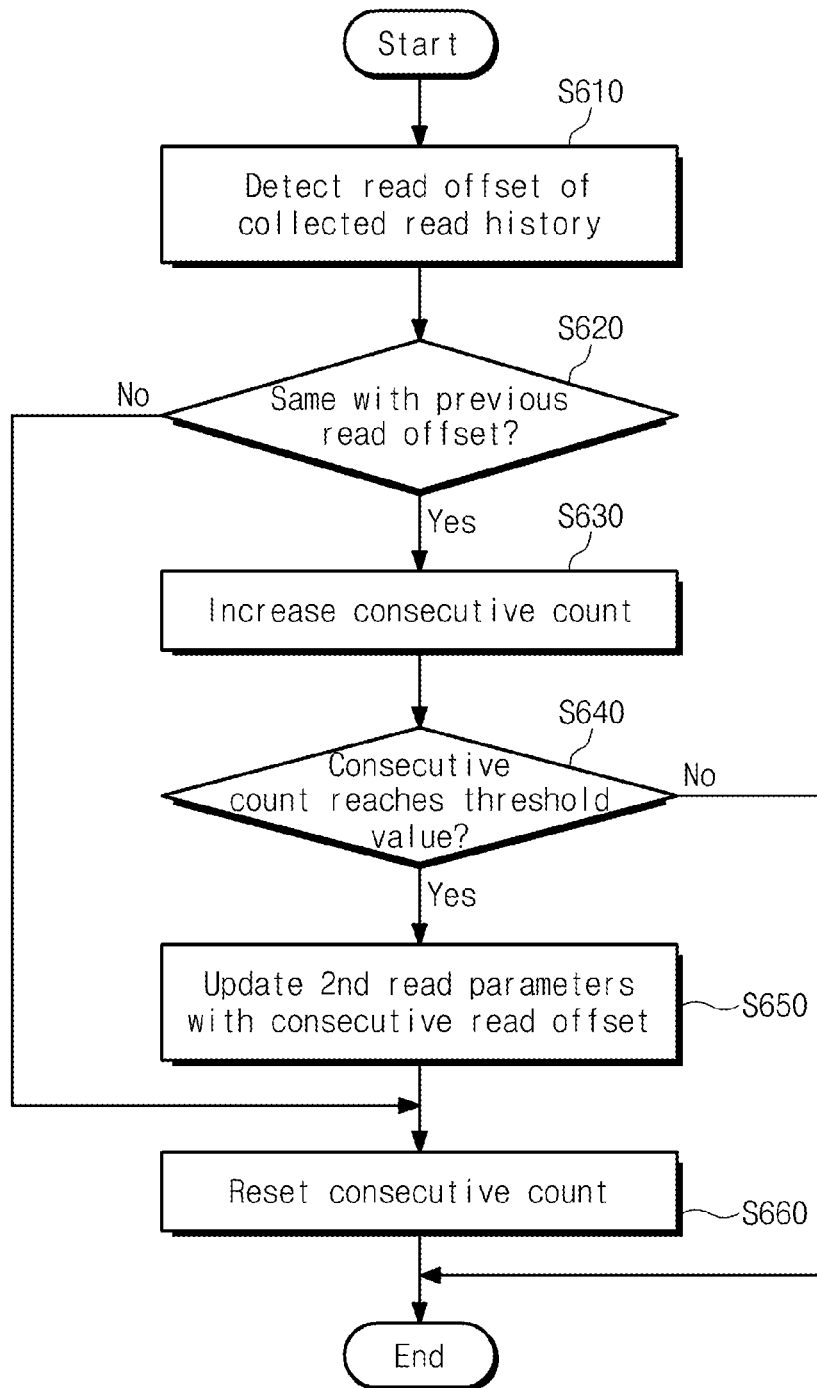 Start
S610
Detect read offset of
collected read history
S620
No
Same with previous
read offset?
Yes
S630
Increase consecutive count
S640
Consecutive
count reaches threshold
value?
No
Yes
Update 2nd read parameters
with consecutive read offset
S650
Reset consecutive count
S660
End